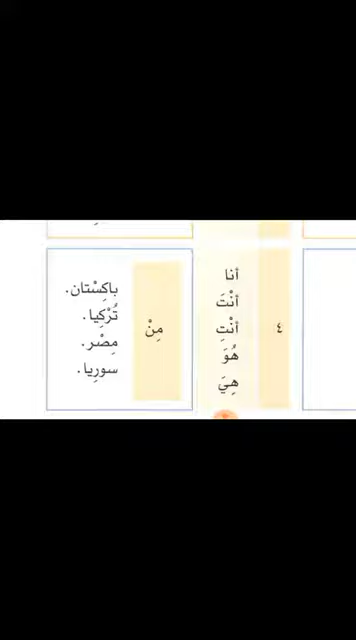 ٤
أنا
أنْتَ
أنْتِ
هُوَ
هِيَ
مِنْ
باكِسْتان.
تُرْكِيا.
مِصْر.
سورِيا.